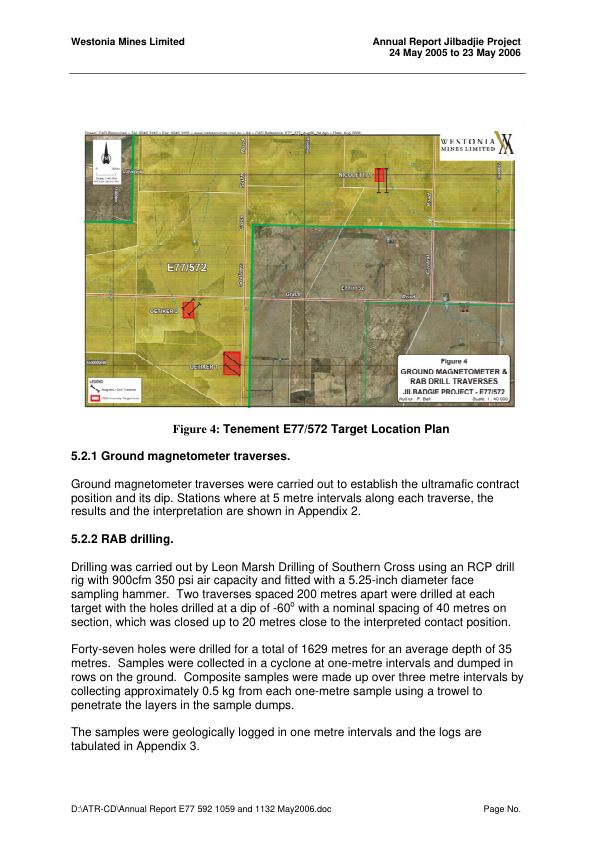 Westonia Mines Limited
Annual Report Jilbadjie Project
24 May 2005 to 23 May 2006
WESTONIA
MINES LIMITED
E77/572
E77/1132
DETIKER 2
DETIKER 1
LEGEND
Figure 4
GROUND MAGNETOMETER &
RAB DRILL TRAVERSES
JILBADGIE PROJECT - E77/572
Author: F. Bell
Figure 4: Tenement E77/572 Target Location Plan
5.2.1 Ground magnetometer traverses.
Ground magnetometer traverses were carried out to establish the ultramafic contract
position and its dip. Stations where at 5 metre intervals along each traverse, the
results and the interpretation are shown in Appendix 2.
5.2.2 RAB drilling.
Drilling was carried out by Leon Marsh Drilling of Southern Cross using an RCP drill
rig with 900cfm 350 psi air capacity and fitted with a 5.25-inch diameter face
sampling hammer. Two traverses spaced 200 metres apart were drilled at each
target with the holes drilled at a dip of -60⁰ with a nominal spacing of 40 metres on
section, which was closed up to 20 metres close to the interpreted contact position.
Forty-seven holes were drilled for a total of 1629 metres for an average depth of 35
metres. Samples were collected in a cyclone at one-metre intervals and dumped in
rows on the ground. Composite samples were made up over three metre intervals by
collecting approximately 0.5 kg from each one-metre sample using a trowel to
penetrate the layers in the sample dumps.
The samples were geologically logged in one metre intervals and the logs are
tabulated in Appendix 3.
D:\ATR-CD\Annual Report E77 592 1059 and 1132 May2006.doc
Page No.